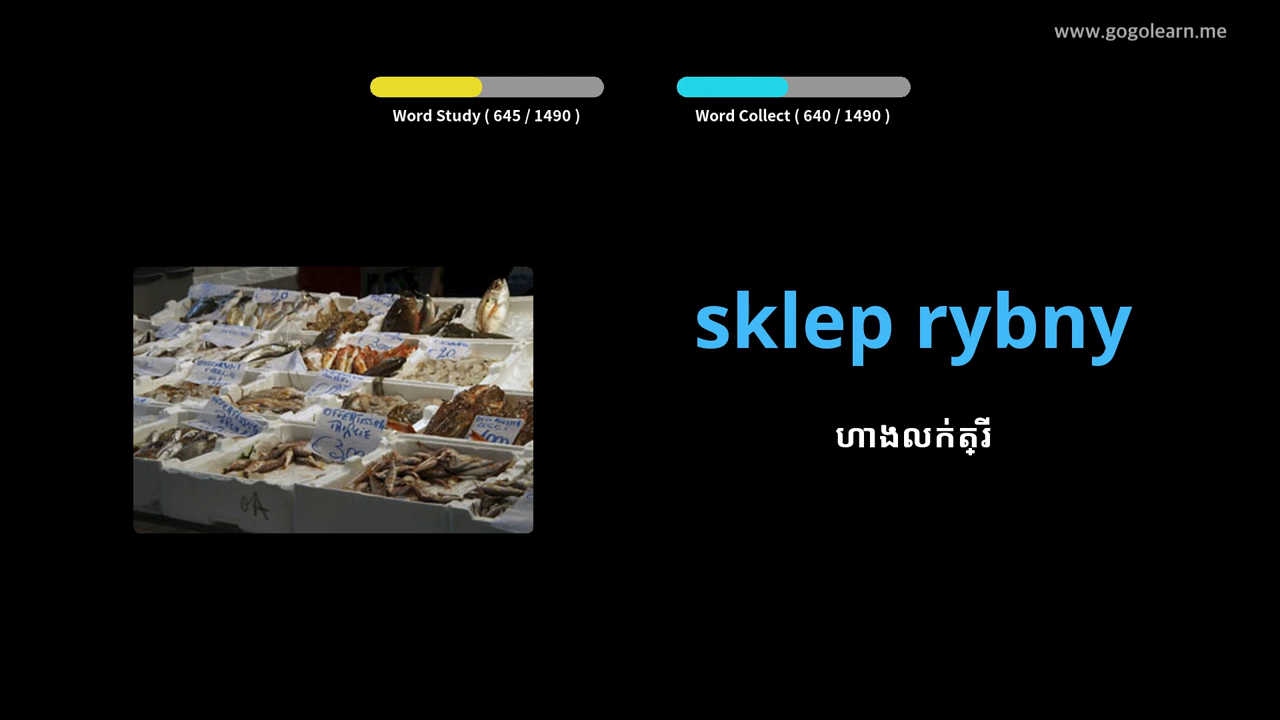 www.gogolearn.me
Word Study ( 645 / 1490 )
Word Collect ( 640 / 1490 )
sklep rybny
ហាងលក់ត្រី